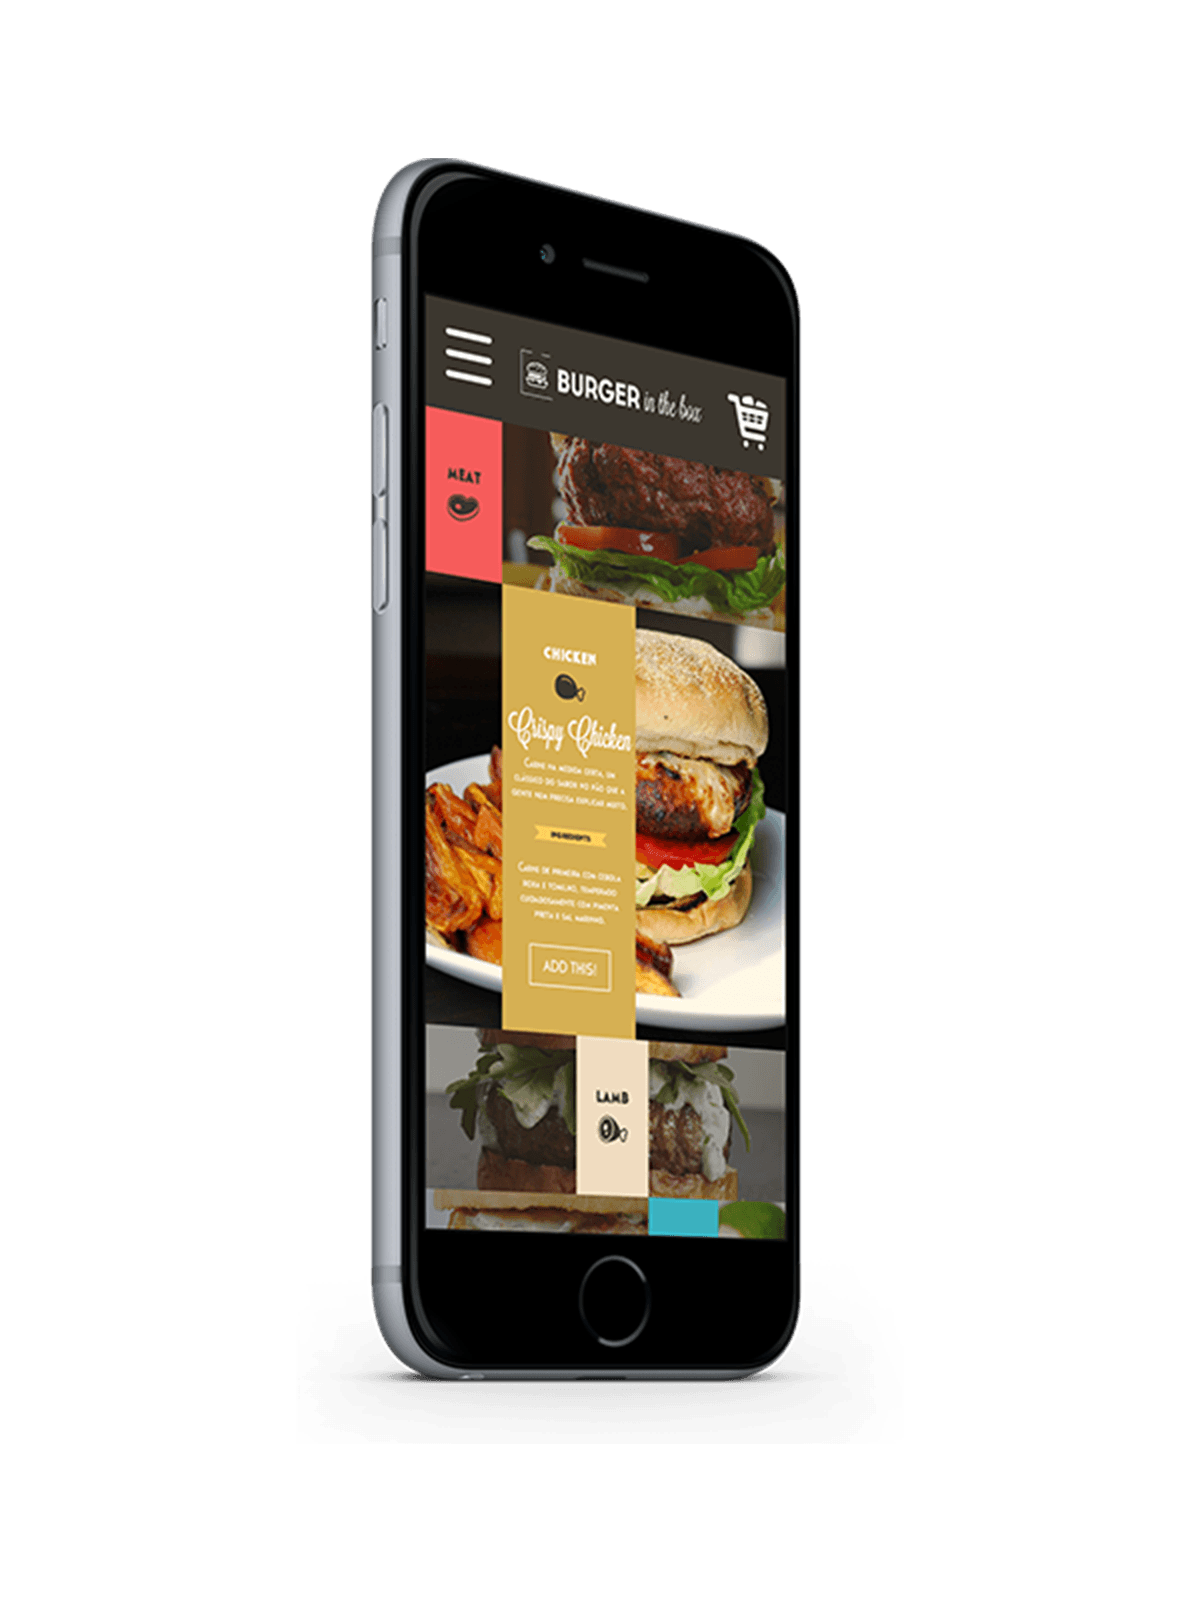 BURGER in the box
MEAT
CHICKEN
Crispy Chicken
CARNE NA MEDIDA CERTA, UM
CLÁSSICO DO SABOR NO PÃO QUE A
GENTE NEM PRECISA EXPLICAR MUITO.
INGREDIENTS
CARNE DE PRIMEIRA COM CEBOLA
ROXA E TOMILHO, TEMPERADO
CUIDADOSAMENTE COM PIMENTA
PRETA E SAL MARINHO.
ADD THIS!
LAMB